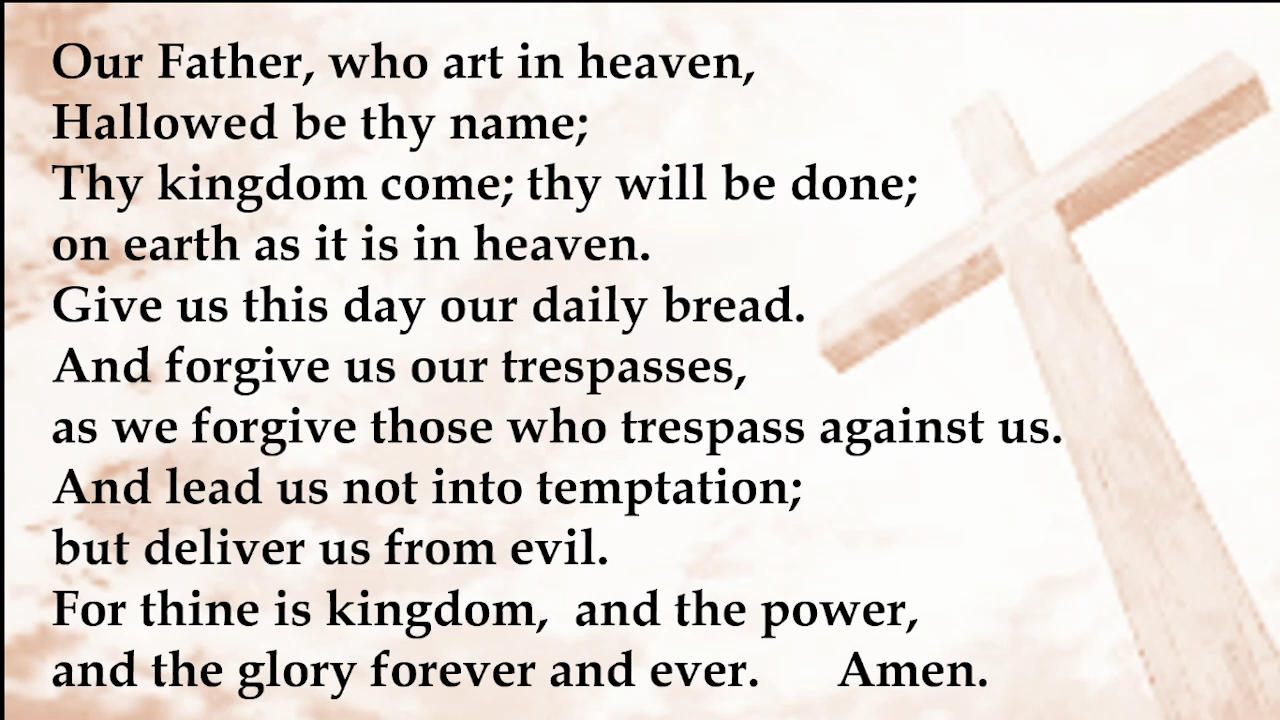 Our Father, who art in heaven,
Hallowed be thy name;
Thy kingdom come; thy will be done;
on earth as it is in heaven.
Give us this day our daily bread.
And forgive us our trespasses,
as we forgive those who trespass against us.
And lead us not into temptation;
but deliver us from evil.
For thine is kingdom,  and the power,
and the glory forever and ever.      Amen.